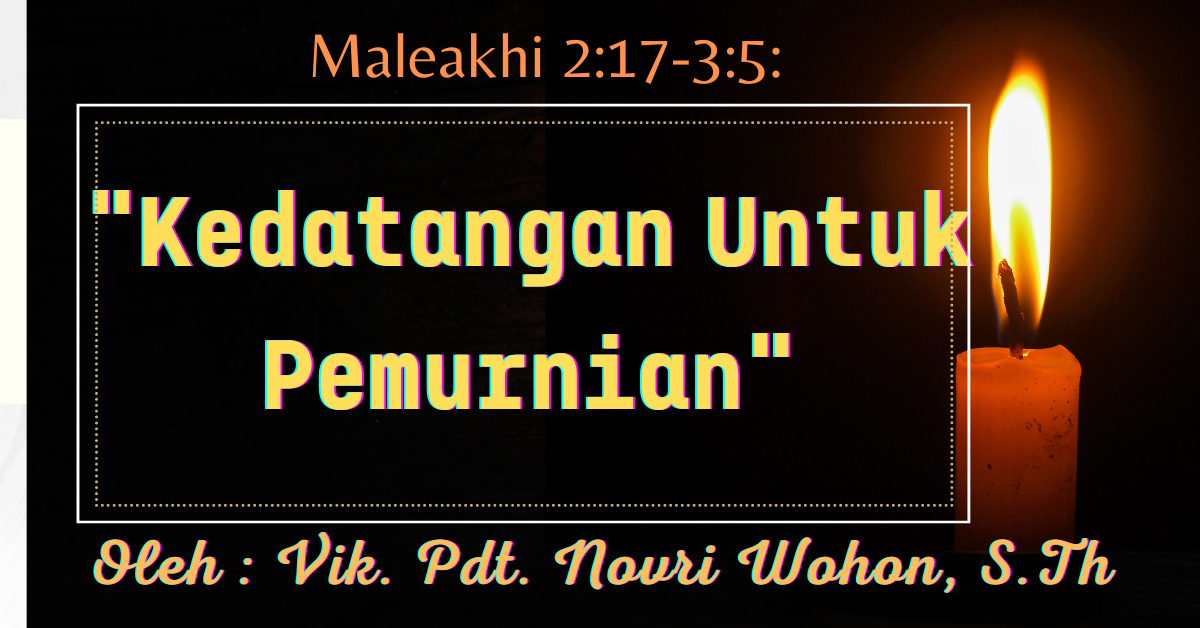 Maleakhi 2:17-3:5:
"Kedatangan Untuk
Pemurnian"
Oleh : Vik. Pdt. Novri Wohon, S.Th